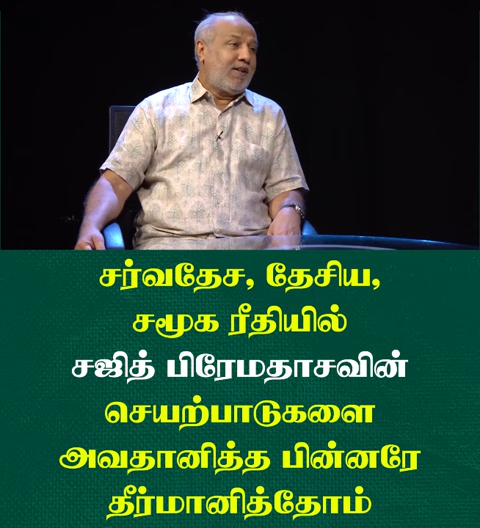 சர்வதேச, தேசிய,
சமூக ரீதியில்
சஜித் பிரேமதாசவின்
செயற்பாடுகளை
அவதானித்த பின்னரே
தீர்மானித்தோம்